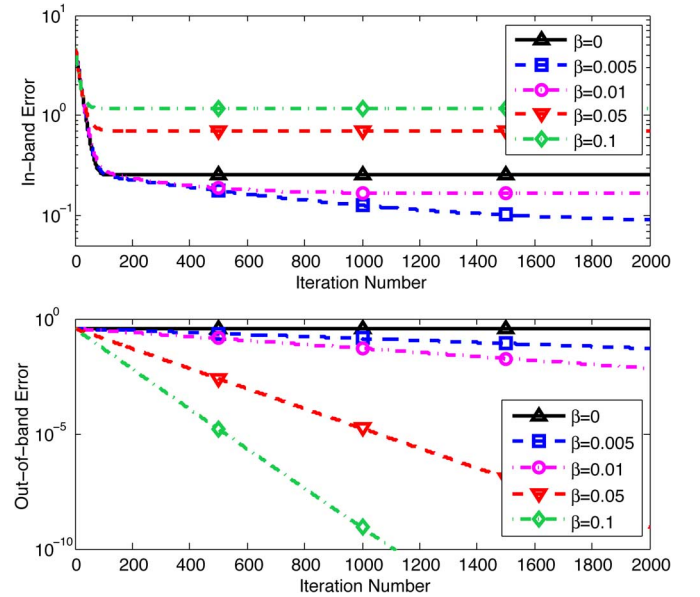 10^1
10^0
10^-1
In-band Error
β=0
β=0.005
β=0.01
β=0.05
β=0.1
0 200 400 600 800 1000 1200 1400 1600 1800 2000
Iteration Number
10^0
10^-5
10^-10
Out-of-band Error
β=0
β=0.005
β=0.01
β=0.05
β=0.1
0 200 400 600 800 1000 1200 1400 1600 1800 2000
Iteration Number